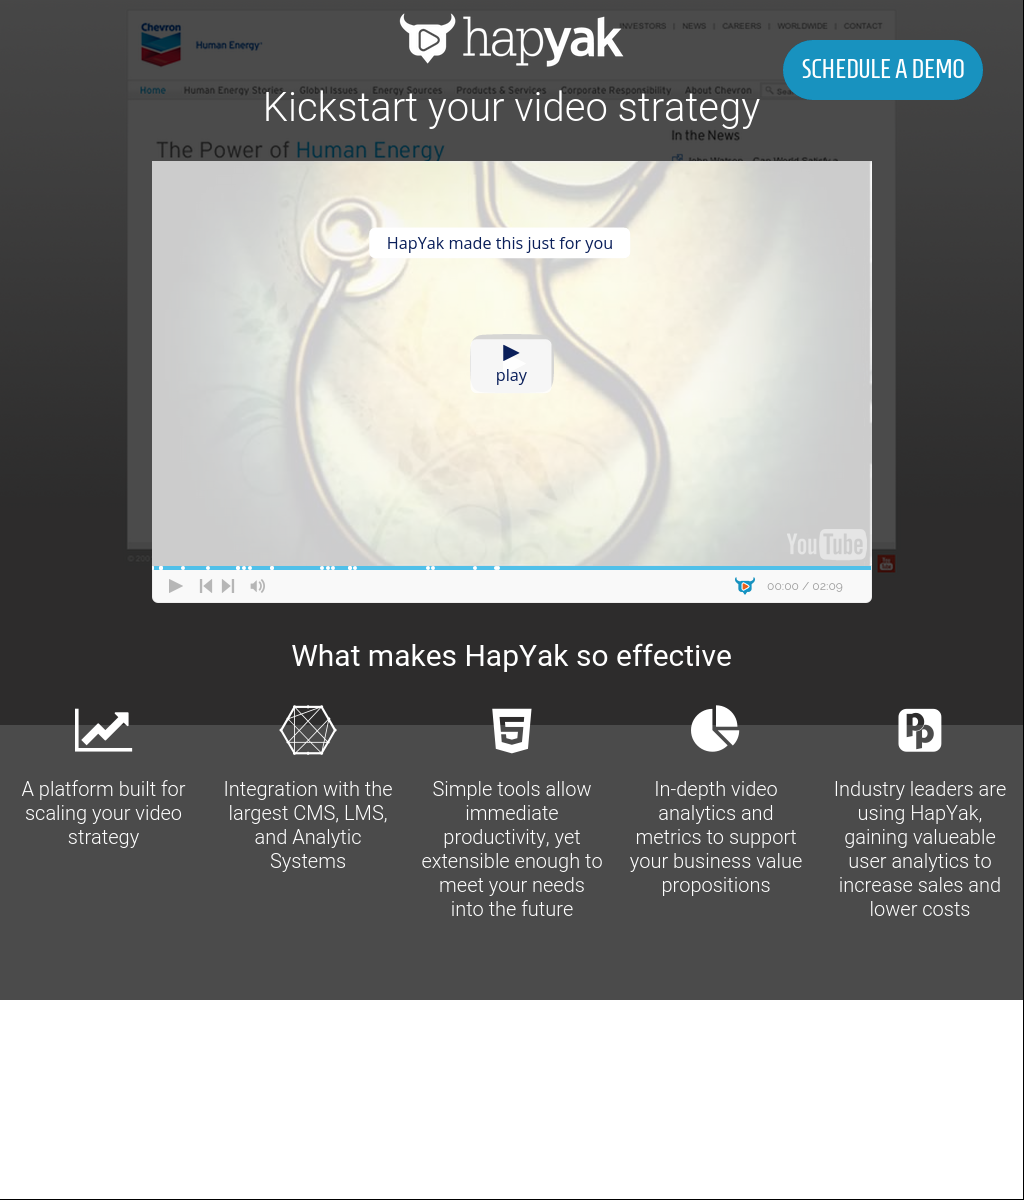 Chevron
Human Energy
INVESTORS | NEWS | CAREERS | WORLDWIDE | CONTACT
hapyak
SCHEDULE A DEMO
Home Human Energy Stories Global Issues Energy Sources Products & Services Corporate Responsibility About Chevron
Kickstart your video strategy
In the News
The Power of Human Energy
HapYak made this just for you
play
YouTube
00:00 / 02:09
What makes HapYak so effective
A platform built for
scaling your video
strategy
Integration with the
largest CMS, LMS,
and Analytic
Systems
Simple tools allow
immediate
productivity, yet
extensible enough to
meet your needs
into the future
In-depth video
analytics and
metrics to support
your business value
propositions
Industry leaders are
using HapYak,
gaining valueable
user analytics to
increase sales and
lower costs